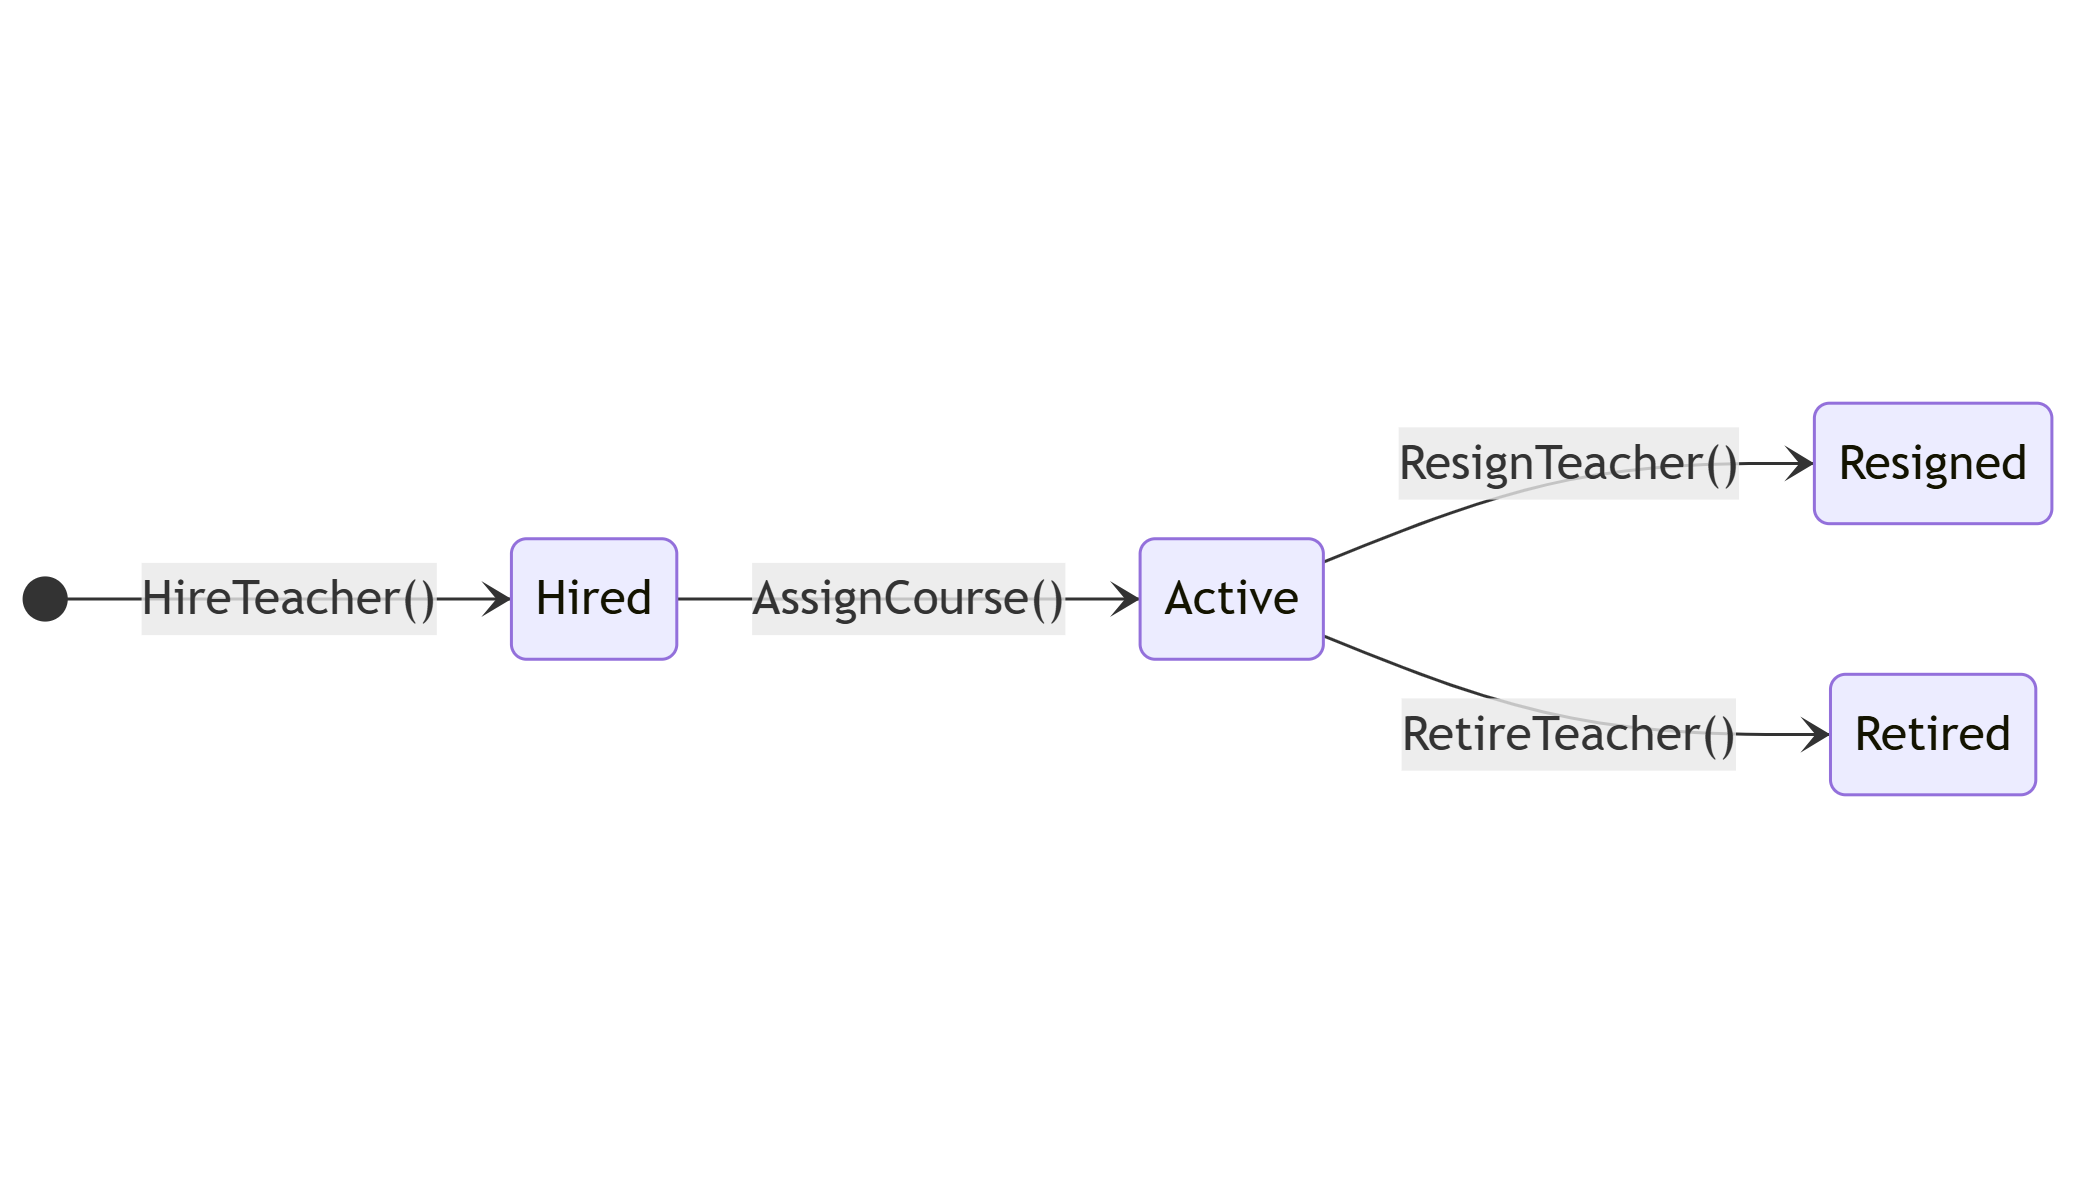 HireTeacher()
Hired
AssignCourse()
Active
ResignTeacher()
Resigned
RetireTeacher()
Retired